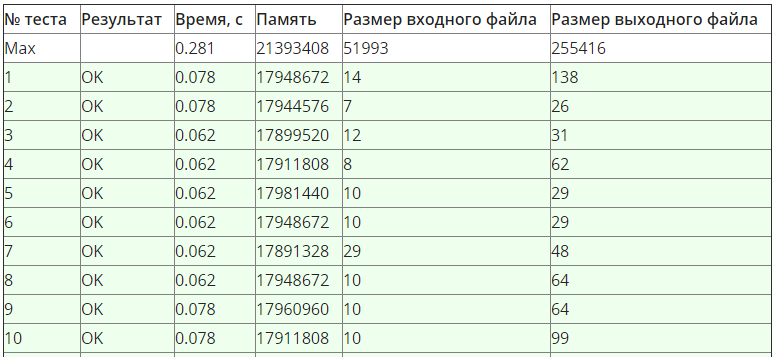 № теста Результат Время, с Память Размер входного файла Размер выходного файла
Max 0.281 21393408 51993 255416
1 OK 0.078 17948672 14 138
2 OK 0.078 17944576 7 26
3 OK 0.062 17899520 12 31
4 OK 0.062 17911808 8 62
5 OK 0.062 17981440 10 29
6 OK 0.062 17948672 10 29
7 OK 0.062 17891328 29 48
8 OK 0.062 17948672 10 64
9 OK 0.078 17960960 10 64
10 OK 0.078 17911808 10 99